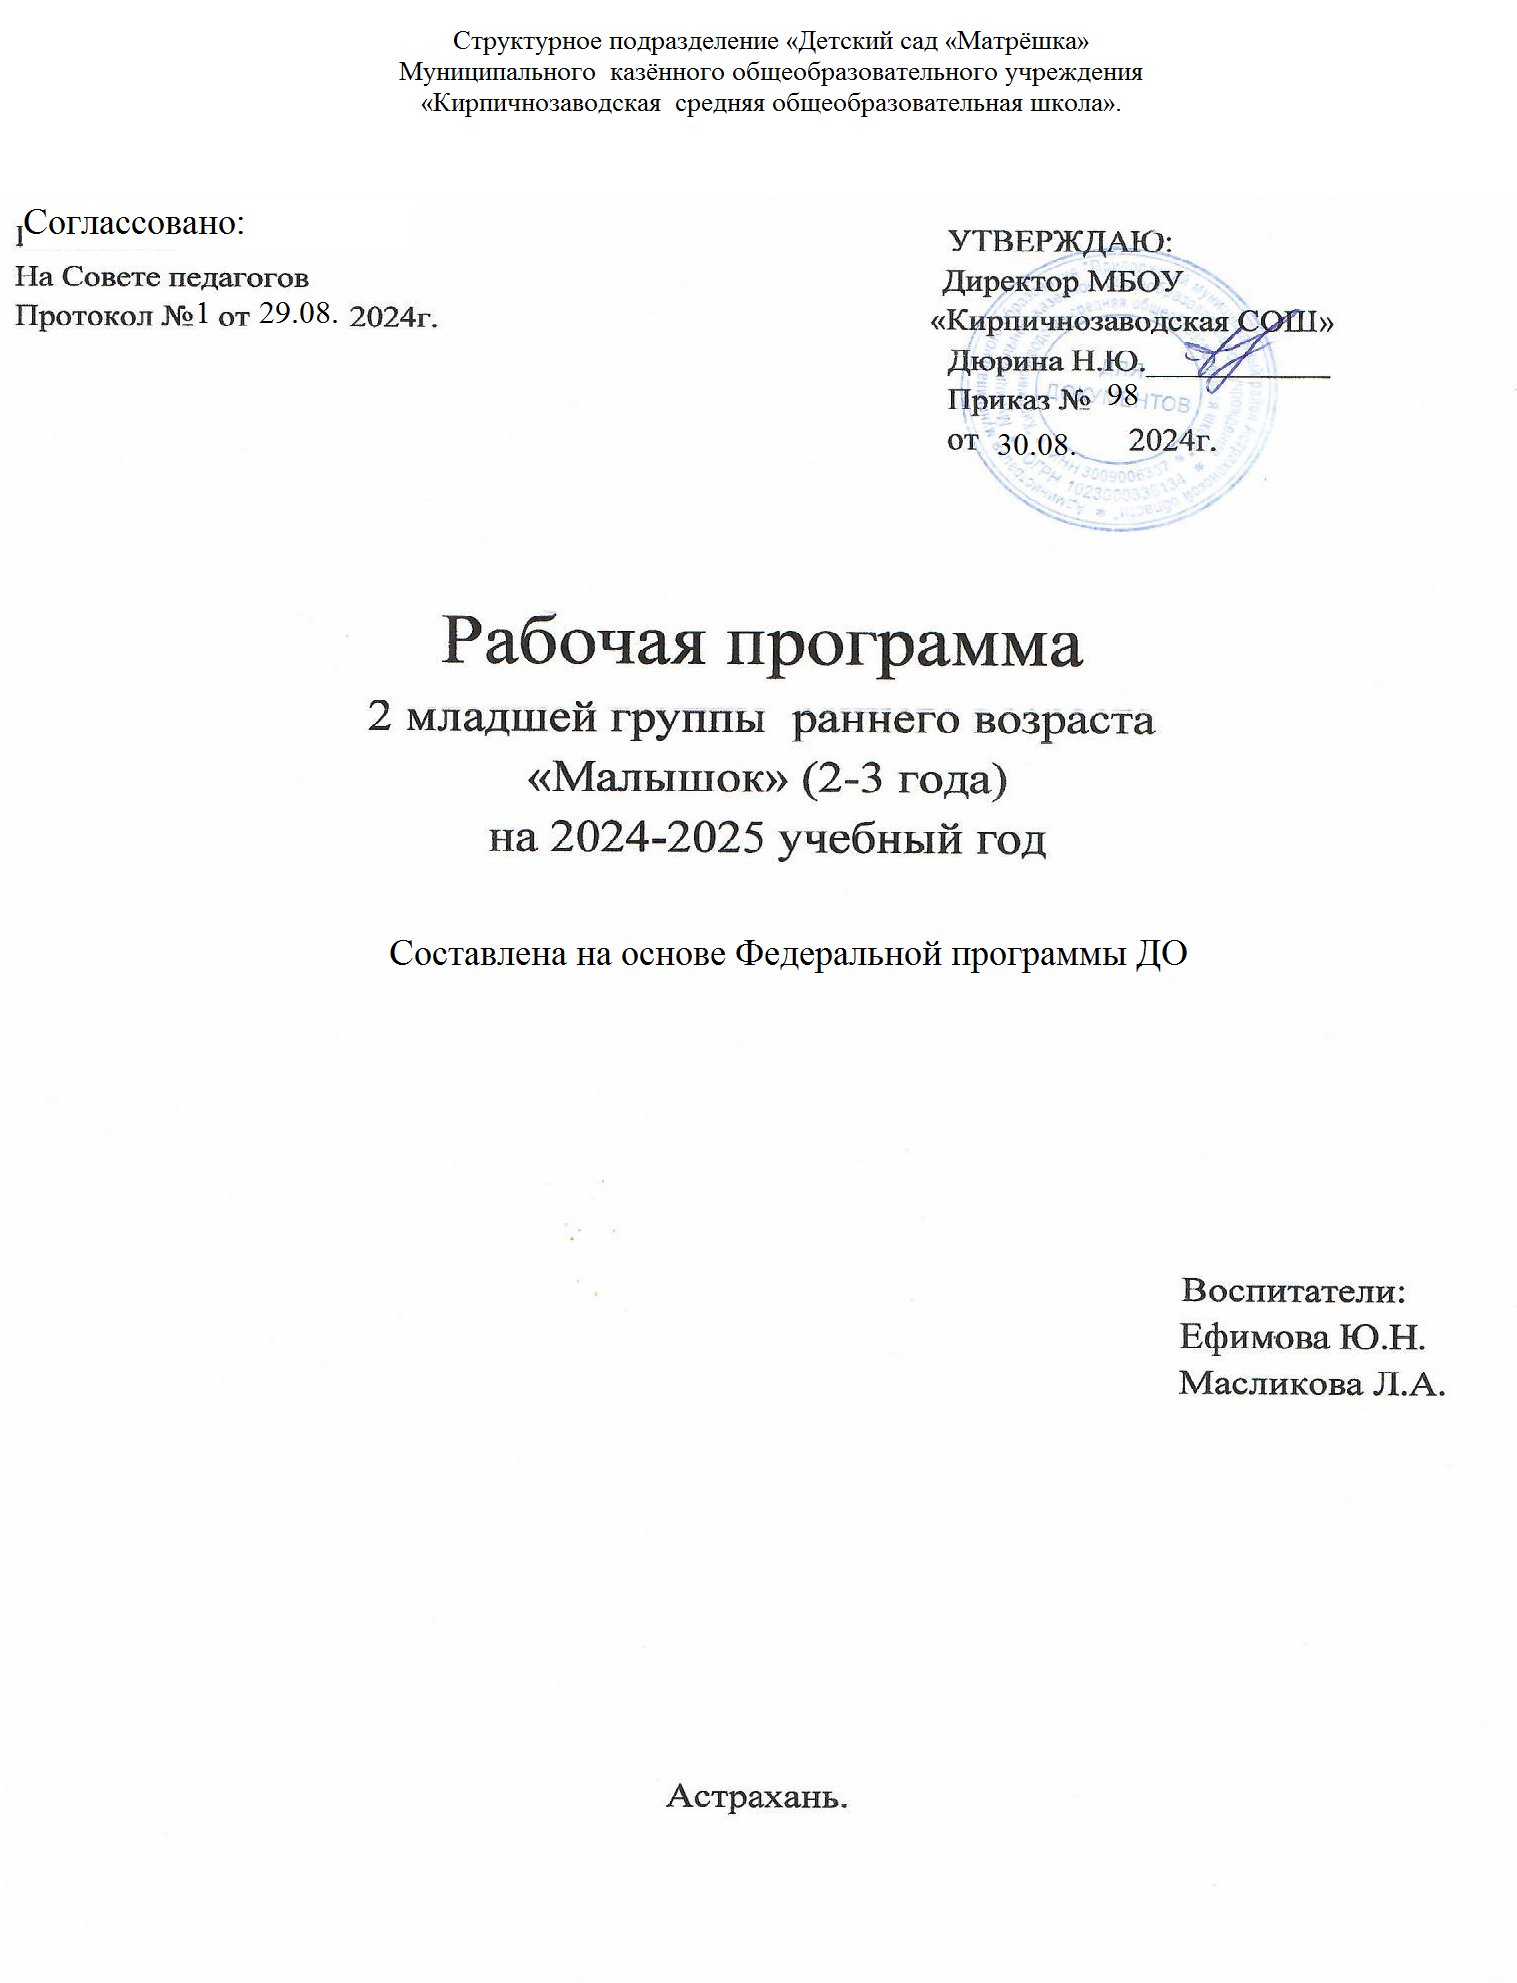 Структурное подразделение «Детский сад «Матрёшка»
Муниципального казённого общеобразовательного учреждения
«Кирпичнозаводская средняя общеобразовательная школа».
Согласcовано:
На Совете педагогов
Протокол №1 от 29.08. 2024г.
УТВЕРЖДАЮ:
Директор МБОУ
«Кирпичнозаводская СОШ»
Дюрина Н.Ю.____________
Приказ № 98
от 30.08. 2024г.
ДЛЯ
ДОКУМЕНТОВ
Рабочая программа
2 младшей группы раннего возраста
«Малышок» (2-3 года)
на 2024-2025 учебный год
Составлена на основе Федеральной программы ДО
Воспитатели:
Ефимова Ю.Н.
Масликова Л.А.
Астрахань.